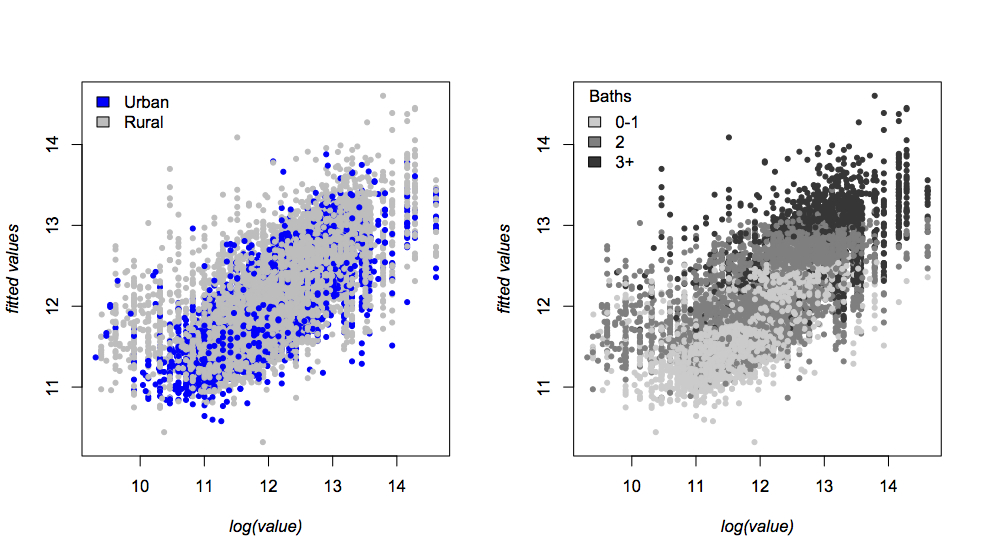 Urban
Rural
14
13
12
11
fitted values
10 11 12 13 14
log(value)
Baths
0-1
2
3+
14
13
12
11
fitted values
10 11 12 13 14
log(value)